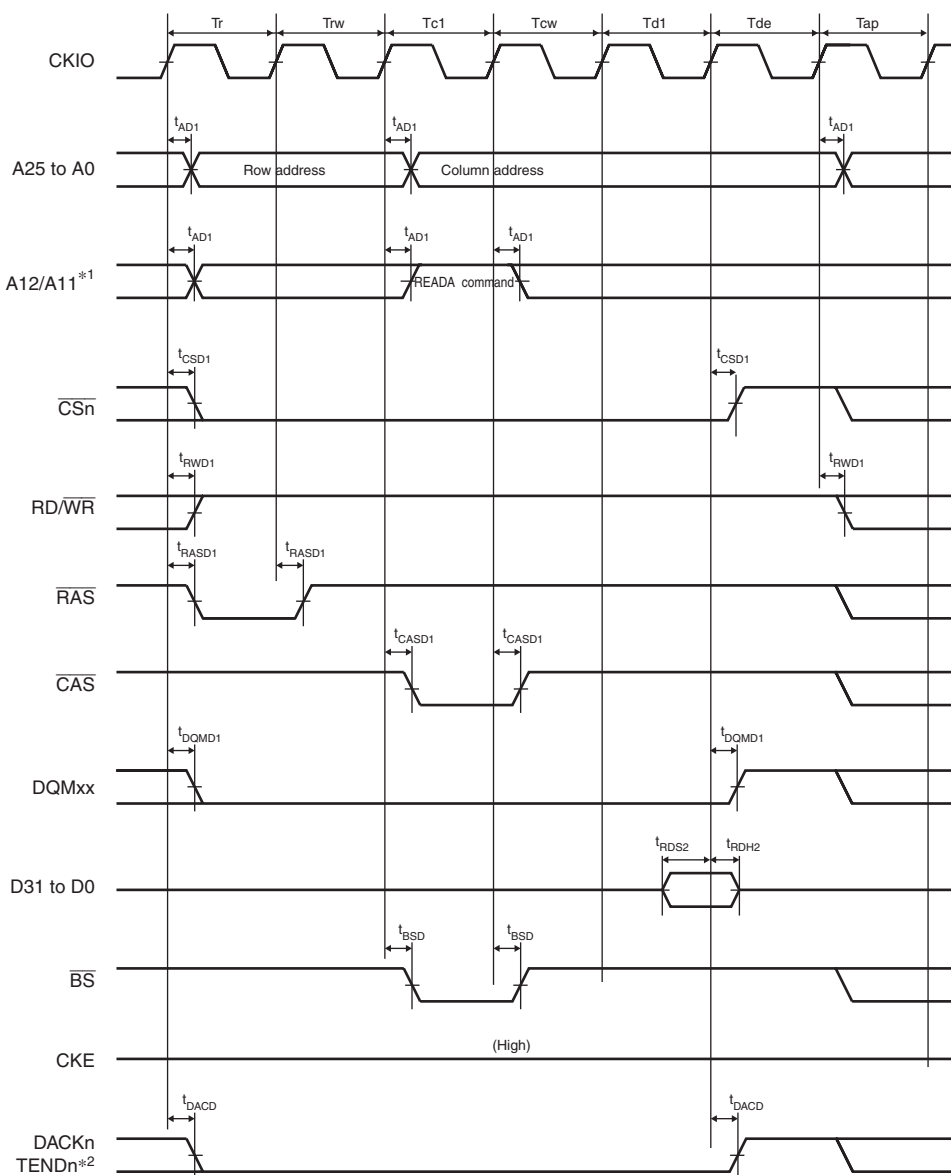 Tr Trw Tc1 Tcw Td1 Tde Tap
CKIO
tAD1 tAD1 tAD1
A25 to A0 Row address Column address
tAD1 tAD1 tAD1
A12/A11*1 READA command
tCSD1 tCSD1
CSn
tRWD1 tRWD1
RD/WR
tRASD1 tRASD1
RAS
tCASD1 tCASD1
CAS
tDQMD1 tDQMD1
DQMxx
tRDS2 tRDH2
D31 to D0
tBSD tBSD
BS
(High)
CKE
tDACD tDACD
DACKn
TENDn*2